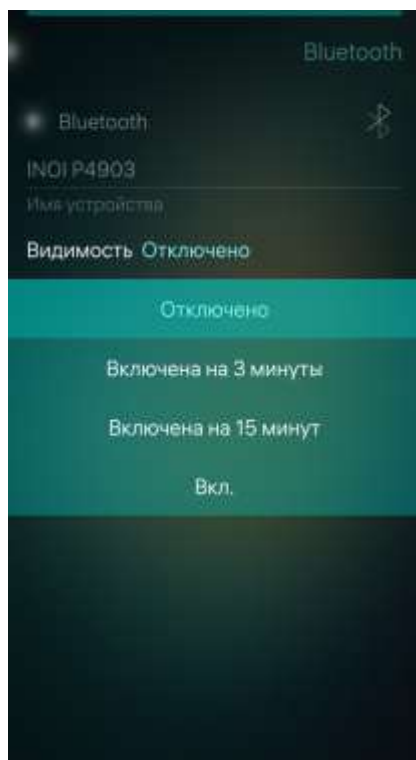 Bluetooth
Bluetooth
INOI P4903
Имя устройства
Видимость Отключено
Отключено
Включена на 3 минуты
Включена на 15 минут
Вкл.